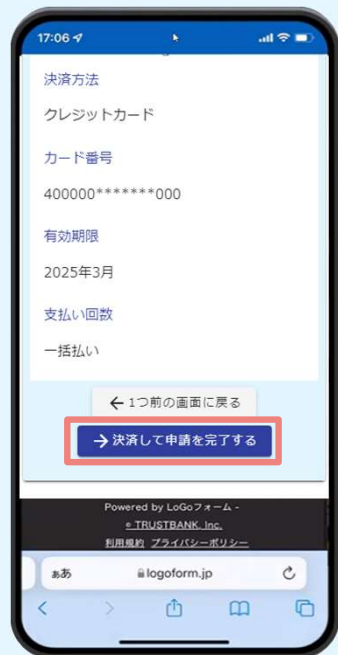 17:06
決済方法
クレジットカード
カード番号
400000*******000
有効期限
2025年3月
支払い回数
一括払い
← 1つ前の画面に戻る
→ 決済して申請を完了する
Powered by LoGoフォーム -
© TRUSTBANK, Inc.
利用規約 プライバシーポリシー
ぁあ logoform.jp